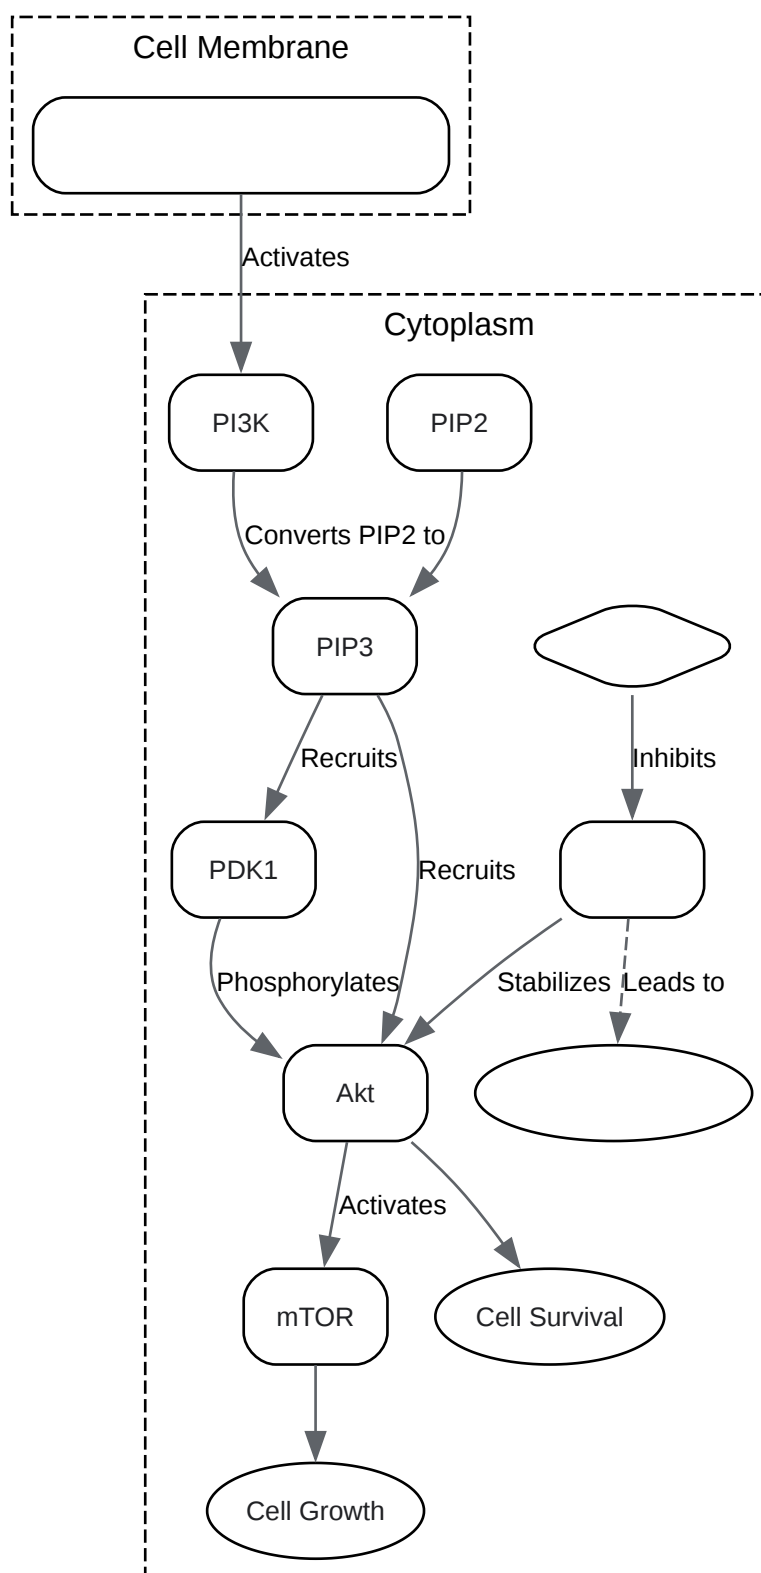 Cell Membrane
Activates
Cytoplasm
PI3K
PIP2
Converts PIP2 to
PIP3
Recruits
Inhibits
PDK1
Recruits
Phosphorylates
Stabilizes
Leads to
Akt
Activates
mTOR
Cell Survival
Cell Growth